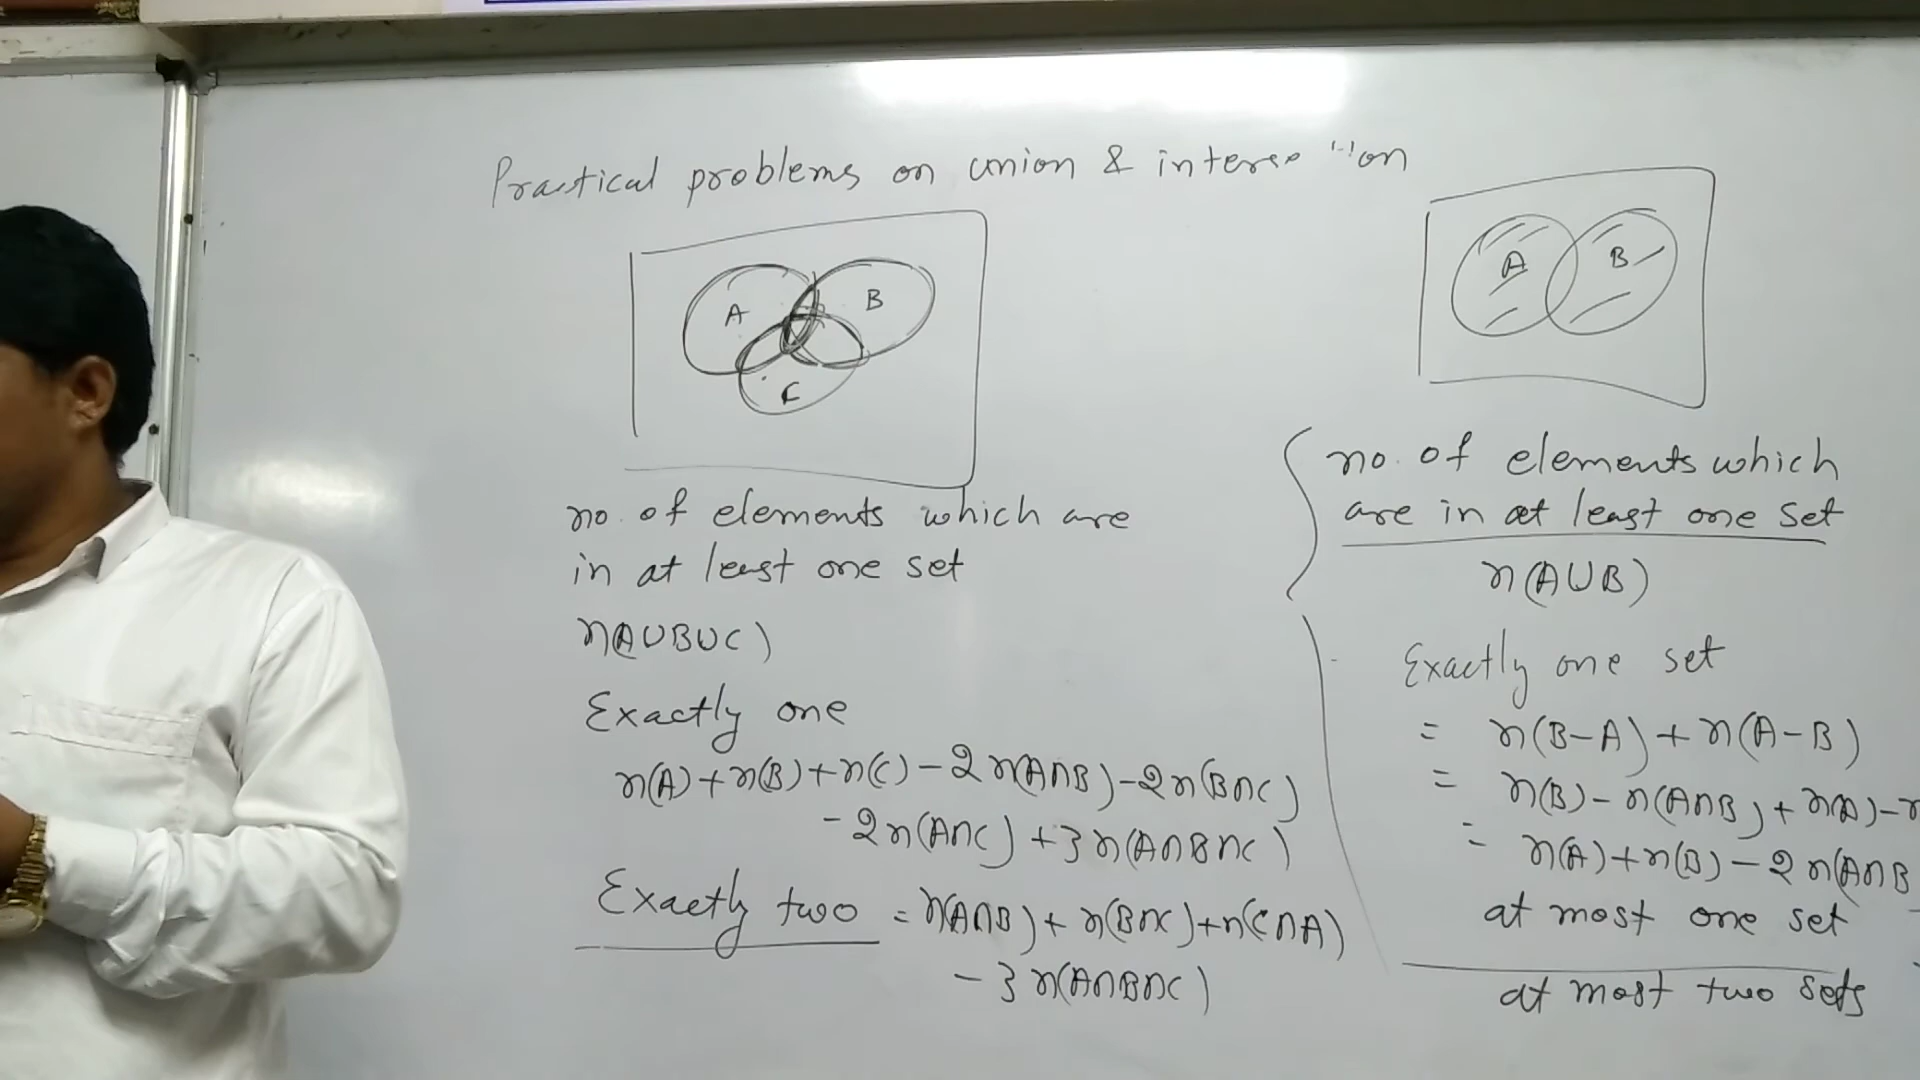 Practical problems on union &
A
B
C
no. of elements which are
in at least one set
n(A∪B∪C)
Exactly one
n(A)+n(B)+n(C)-2n(A∩B)-2n(B∩C)
-2n(A∩C)+3n(A∩B∩C)
Exactly two = n(A∩B)+n(B∩C)+n(C∩A)
-3n(A∩B∩C)
A
B
no. of elements which
are in at least one set
n(A∪B)
Exactly one set
= n(B-A)+n(A-B)
= n(B)-n(A∩B)+n(A)-n
= n(A)+n(B)-2n(A∩B
at most one set
at most two sets